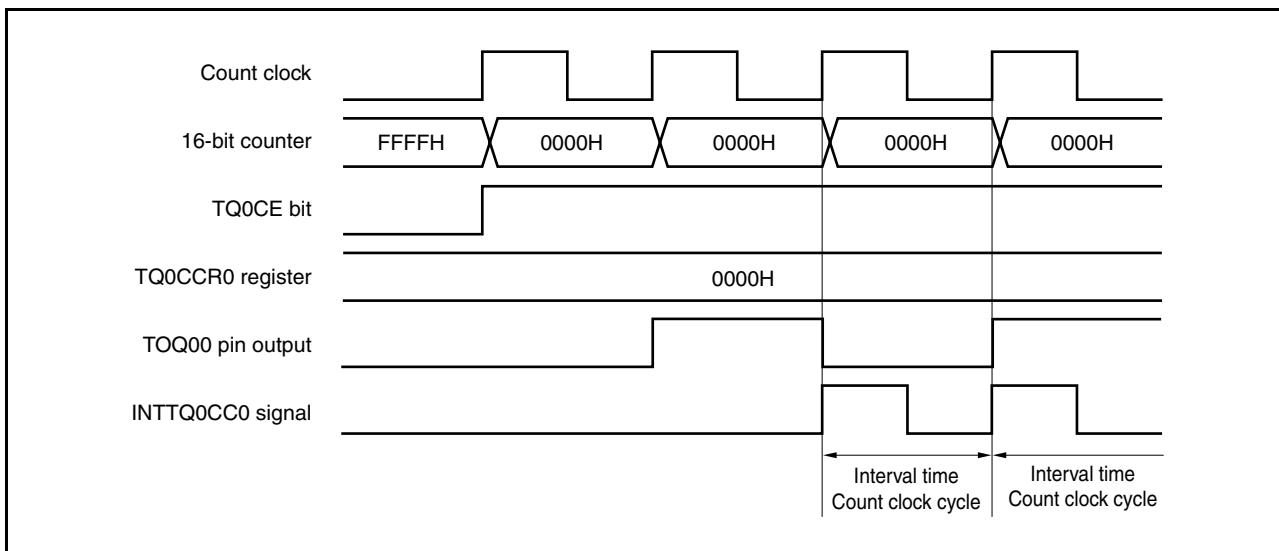 Count clock
16-bit counter
FFFFH 0000H 0000H 0000H 0000H
TQ0CE bit
TQ0CCR0 register
0000H
TOQ00 pin output
INTTQ0CC0 signal
Interval time
Count clock cycle
Interval time
Count clock cycle